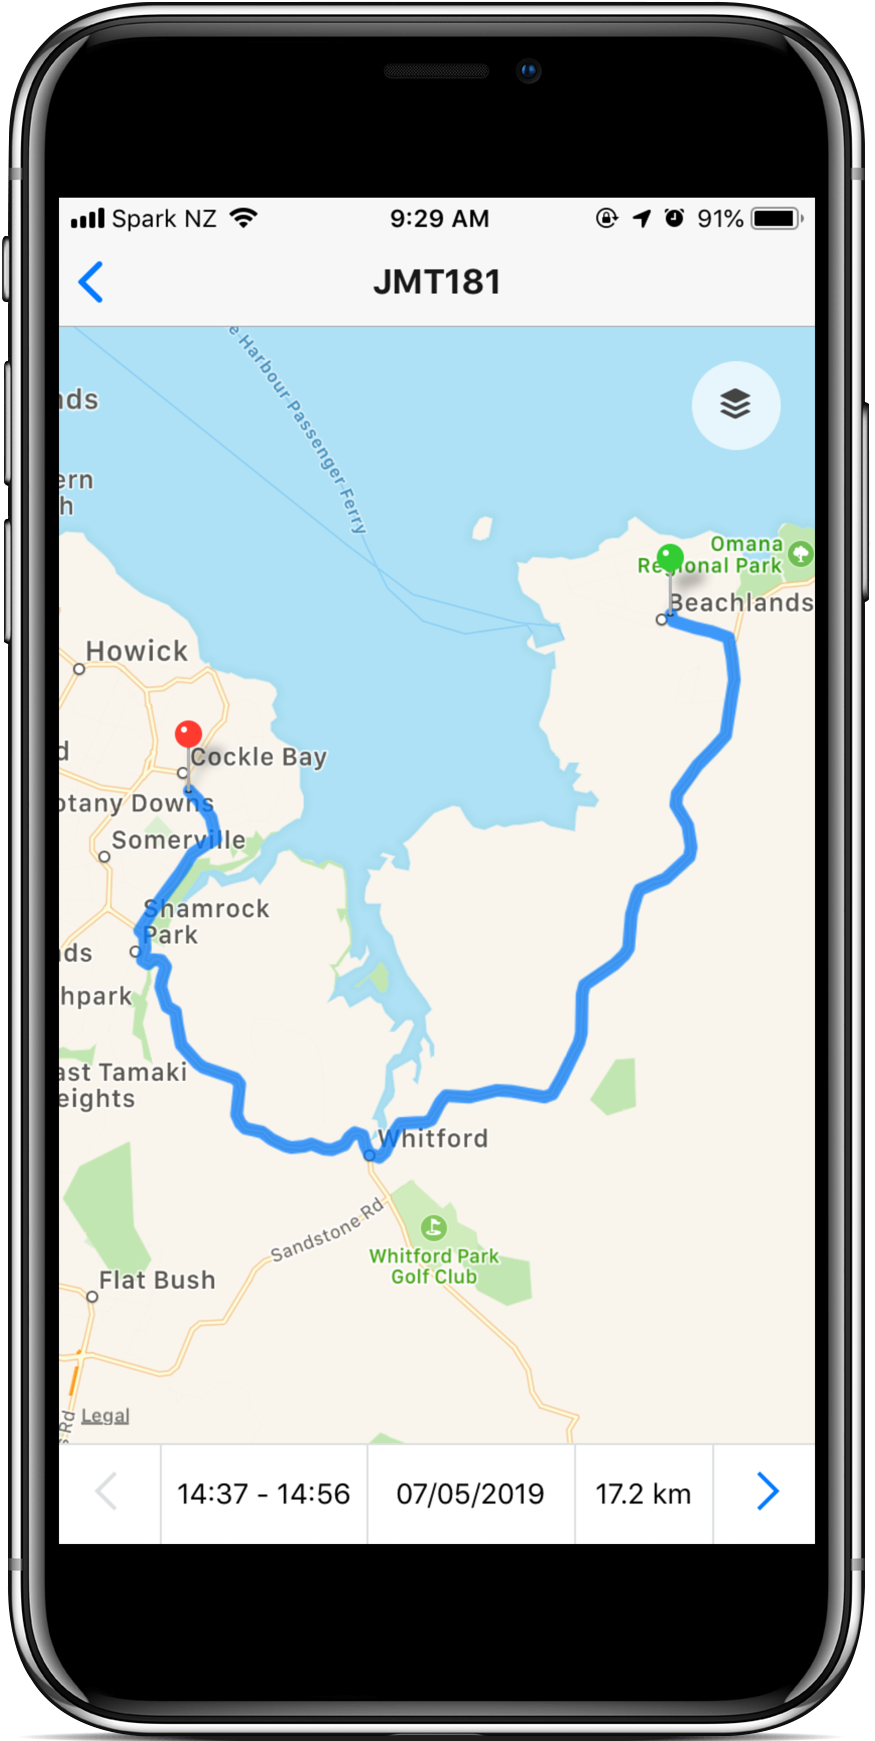 Spark NZ 9:29 AM 91%
JMT181
e Harbour Passenger Ferry
nds
ern
h
Omana
Regional Park
Beachlands
Howick
d
Cockle Bay
otany Downs
Somerville
Shamrock
Park
nds
hpark
ast Tamaki
eights
Whitford
Sandstone Rd
Whitford Park
Golf Club
Flat Bush
s Rd
Legal
14:37 - 14:56 07/05/2019 17.2 km